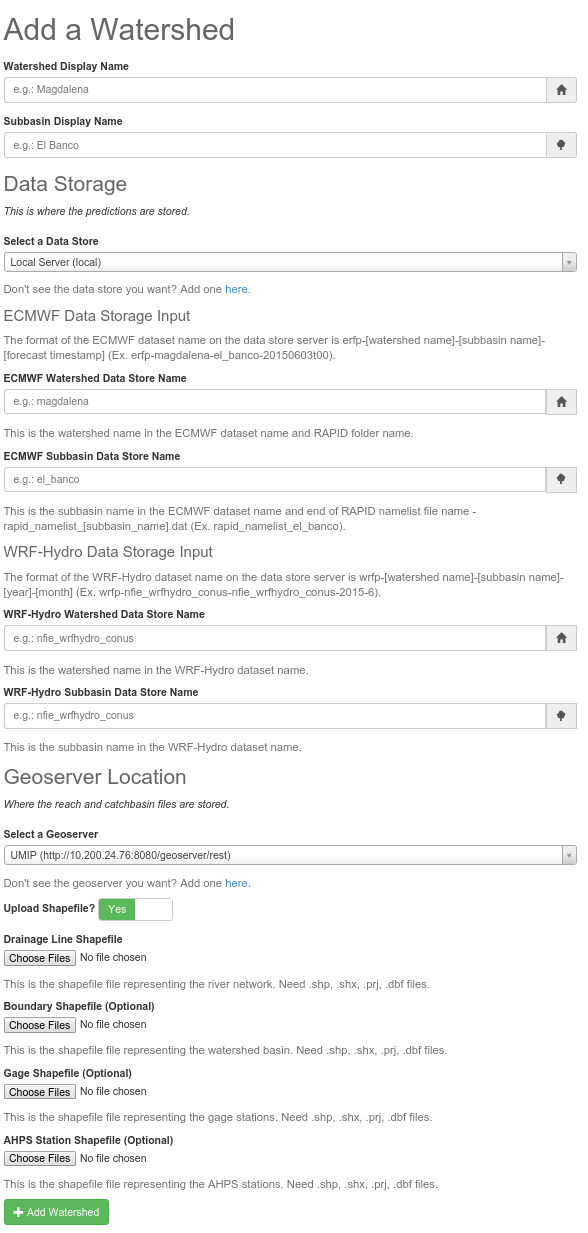 Add a Watershed
Watershed Display Name
e.g.: Magdalena
Subbasin Display Name
e.g.: El Banco
Data Storage
This is where the predictions are stored.
Select a Data Store
Local Server (local)
Don't see the data store you want? Add one here.
ECMWF Data Storage Input
The format of the ECMWF dataset name on the data store server is erfp-[watershed name]-[subbasin name]-
[forecast timestamp] (Ex. erfp-magdalena-el_banco-20150603t00).
ECMWF Watershed Data Store Name
e.g.: magdalena
This is the watershed name in the ECMWF dataset name and RAPID folder name.
ECMWF Subbasin Data Store Name
e.g.: el_banco
This is the subbasin name in the ECMWF dataset name and end of RAPID namelist file name -
rapid_namelist_[subbasin_name].dat (Ex. rapid_namelist_el_banco).
WRF-Hydro Data Storage Input
The format of the WRF-Hydro dataset name on the data store server is wrfp-[watershed name]-[subbasin name]-
[year]-[month] (Ex. wrfp-nfie_wrfhydro_conus-nfie_wrfhydro_conus-2015-6).
WRF-Hydro Watershed Data Store Name
e.g.: nfie_wrfhydro_conus
This is the watershed name in the WRF-Hydro dataset name.
WRF-Hydro Subbasin Data Store Name
e.g.: nfie_wrfhydro_conus
This is the subbasin name in the WRF-Hydro dataset name.
Geoserver Location
Where the reach and catchbasin files are stored.
Select a Geoserver
UMIP (http://10.200.24.76:8080/geoserver/rest)
Don't see the geoserver you want? Add one here.
Upload Shapefile? Yes
Drainage Line Shapefile
Choose Files No file chosen
This is the shapefile file representing the river network. Need .shp, .shx, .prj, .dbf files.
Boundary Shapefile (Optional)
Choose Files No file chosen
This is the shapefile file representing the watershed basin. Need .shp, .shx, .prj, .dbf files.
Gage Shapefile (Optional)
Choose Files No file chosen
This is the shapefile file representing the gage stations. Need .shp, .shx, .prj, .dbf files.
AHPS Station Shapefile (Optional)
Choose Files No file chosen
This is the shapefile file representing the AHPS stations. Need .shp, .shx, .prj, .dbf files.
Add Watershed